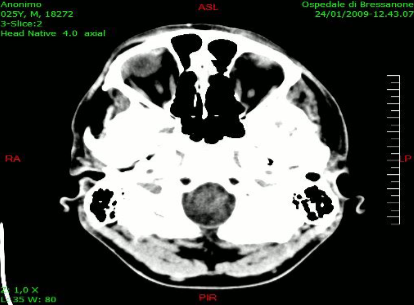 Anonimo
025Y, M, 18272
3-Slice:2
Head Native 4.0 axial
ASL
Ospedale di Bressanone
24/01/2009-12.43.07
RA
LP
Z: 1,0 X
L: 35 W: 80
PIR